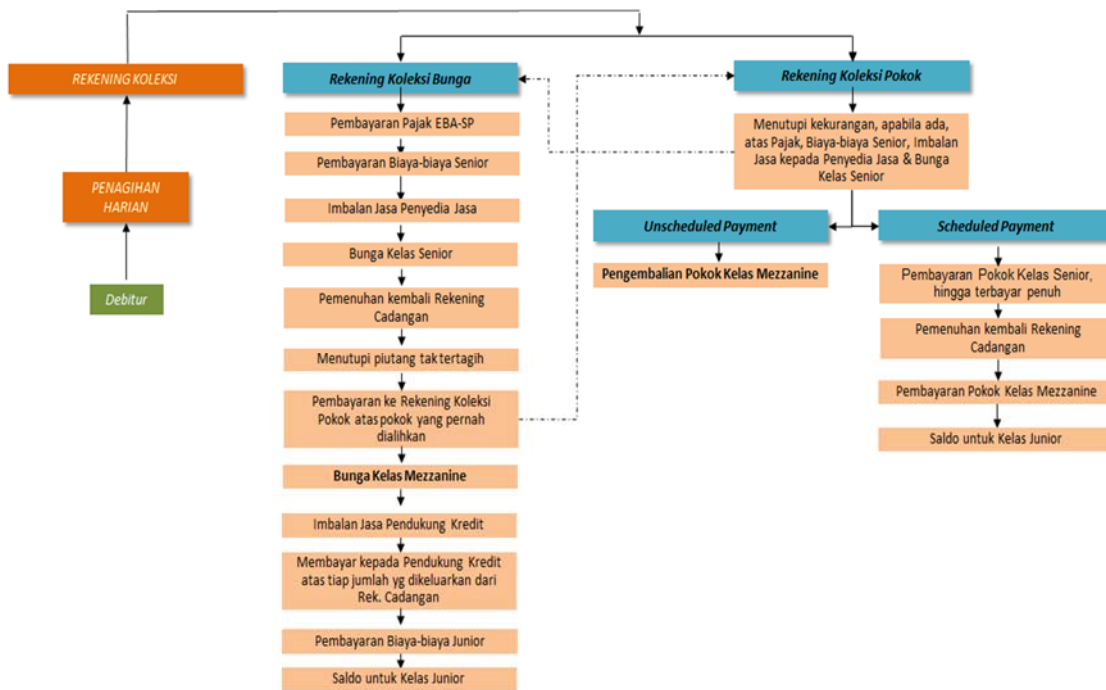 REKENING KOLEKSI
PENAGIHAN
HARIAN
Debitur
Rekening Koleksi Bunga
Pembayaran Pajak EBA-SP
Pembayaran Biaya-biaya Senior
Imbalan Jasa Penyedia Jasa
Bunga Kelas Senior
Pemenuhan kembali Rekening
Cadangan
Menutupi piutang tak tertagih
Pembayaran ke Rekening Koleksi
Pokok atas pokok yang pernah
dialihkan
Bunga Kelas Mezzanine
Imbalan Jasa Pendukung Kredit
Membayar kepada Pendukung Kredit
atas tiap jumlah yg dikeluarkan dari
Rek. Cadangan
Pembayaran Biaya-biaya Junior
Saldo untuk Kelas Junior
Rekening Koleksi Pokok
Menutupi kekurangan, apabila ada,
atas Pajak, Biaya-biaya Senior, Imbalan
Jasa kepada Penyedia Jasa & Bunga
Kelas Senior
Unscheduled Payment
Pengembalian Pokok Kelas Mezzanine
Scheduled Payment
Pembayaran Pokok Kelas Senior,
hingga terbayar penuh
Pemenuhan kembali Rekening
Cadangan
Pembayaran Pokok Kelas Mezzanine
Saldo untuk Kelas Junior